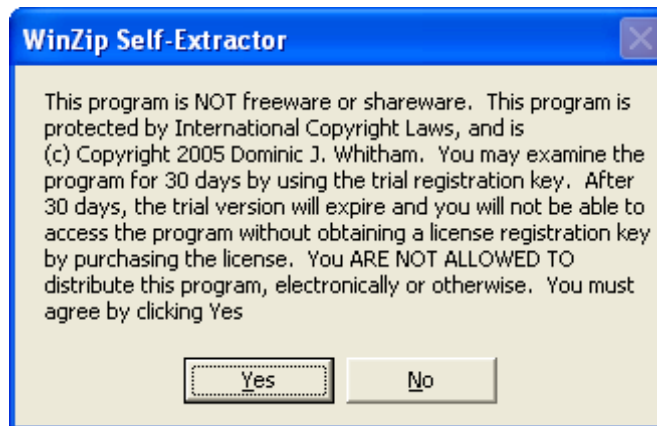 WinZip Self-Extractor
This program is NOT freeware or shareware.  This program is
protected by International Copyright Laws, and is
(c) Copyright 2005 Dominic J. Whitham.  You may examine the
program for 30 days by using the trial registration key.  After
30 days, the trial version will expire and you will not be able to
access the program without obtaining a license registration key
by purchasing the license.  You ARE NOT ALLOWED TO
distribute this program, electronically or otherwise.  You must
agree by clicking Yes
Yes No